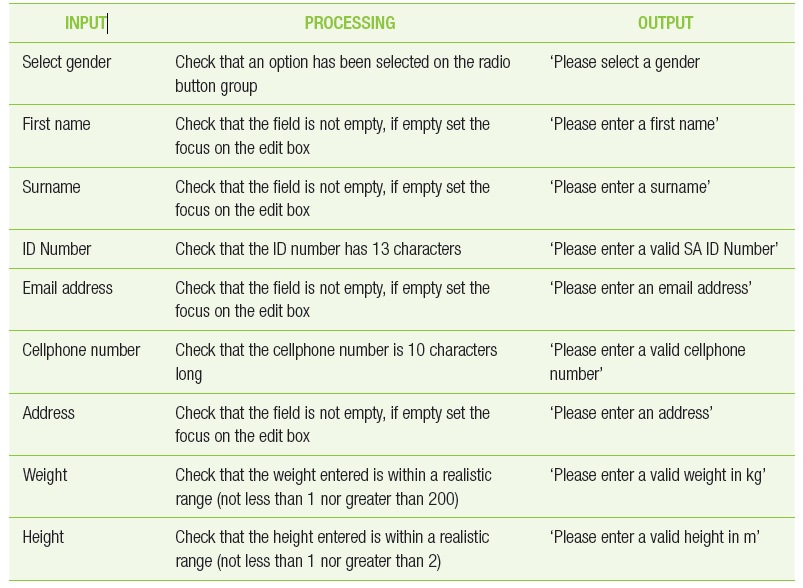 INPUT PROCESSING OUTPUT
Select gender Check that an option has been selected on the radio ‘Please select a gender
button group
First name Check that the field is not empty, if empty set the ‘Please enter a first name’
focus on the edit box
Surname Check that the field is not empty, if empty set the ‘Please enter a surname’
focus on the edit box
ID Number Check that the ID number has 13 characters ‘Please enter a valid SA ID Number’
Email address Check that the field is not empty, if empty set the ‘Please enter an email address’
focus on the edit box
Cellphone number Check that the cellphone number is 10 characters ‘Please enter a valid cellphone
long number’
Address Check that the field is not empty, if empty set the ‘Please enter an address’
focus on the edit box
Weight Check that the weight entered is within a realistic ‘Please enter a valid weight in kg’
range (not less than 1 nor greater than 200)
Height Check that the height entered is within a realistic ‘Please enter a valid height in m’
range (not less than 1 nor greater than 2)